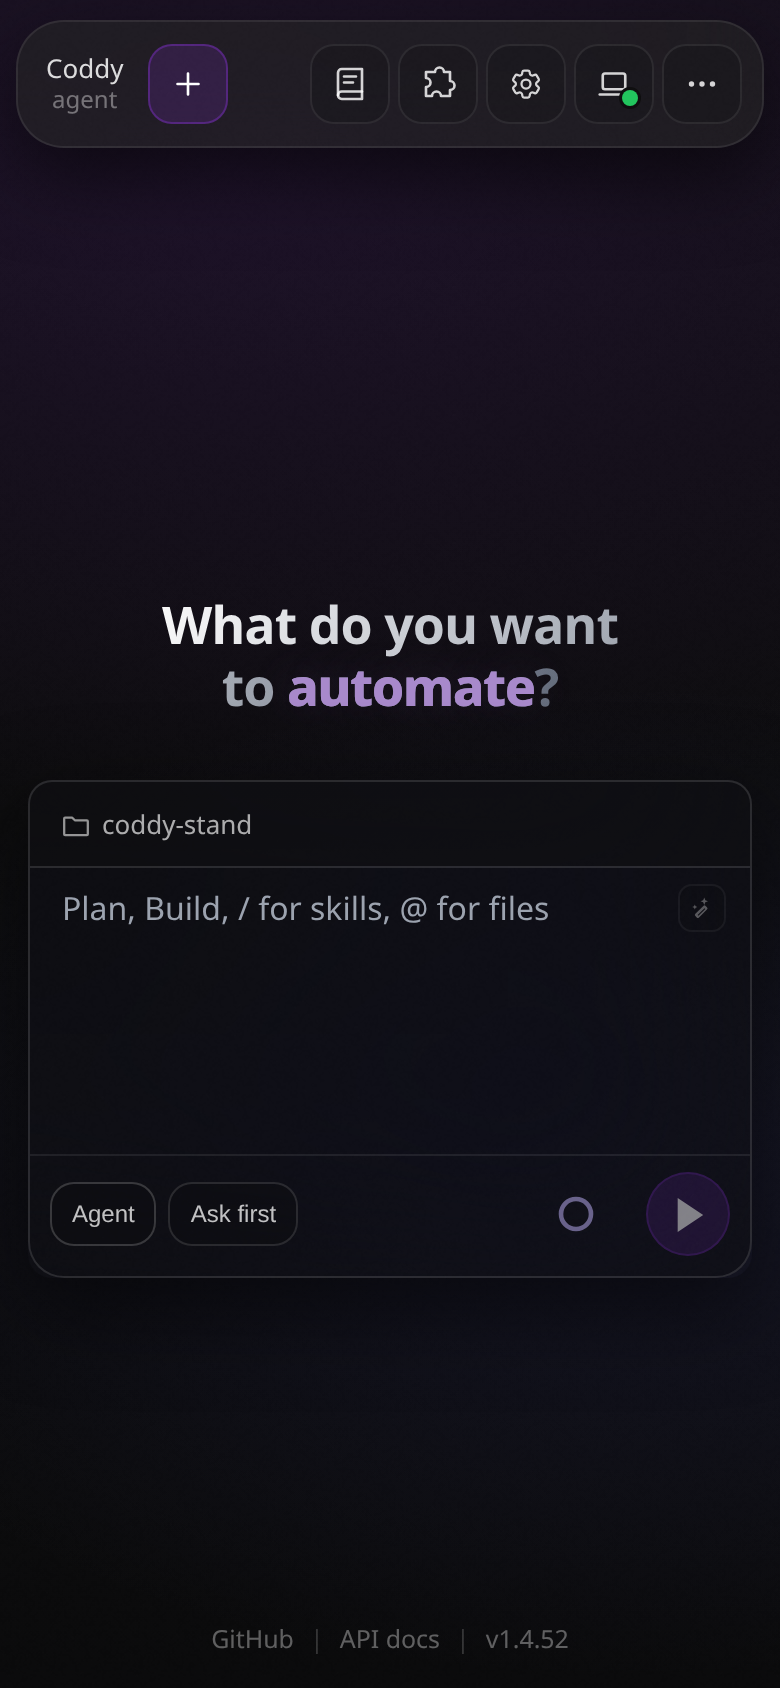 Coddy
agent
What do you want
to automate?
coddy-stand
Plan, Build, / for skills, @ for files
Agent
Ask first
GitHub | API docs | v1.4.52